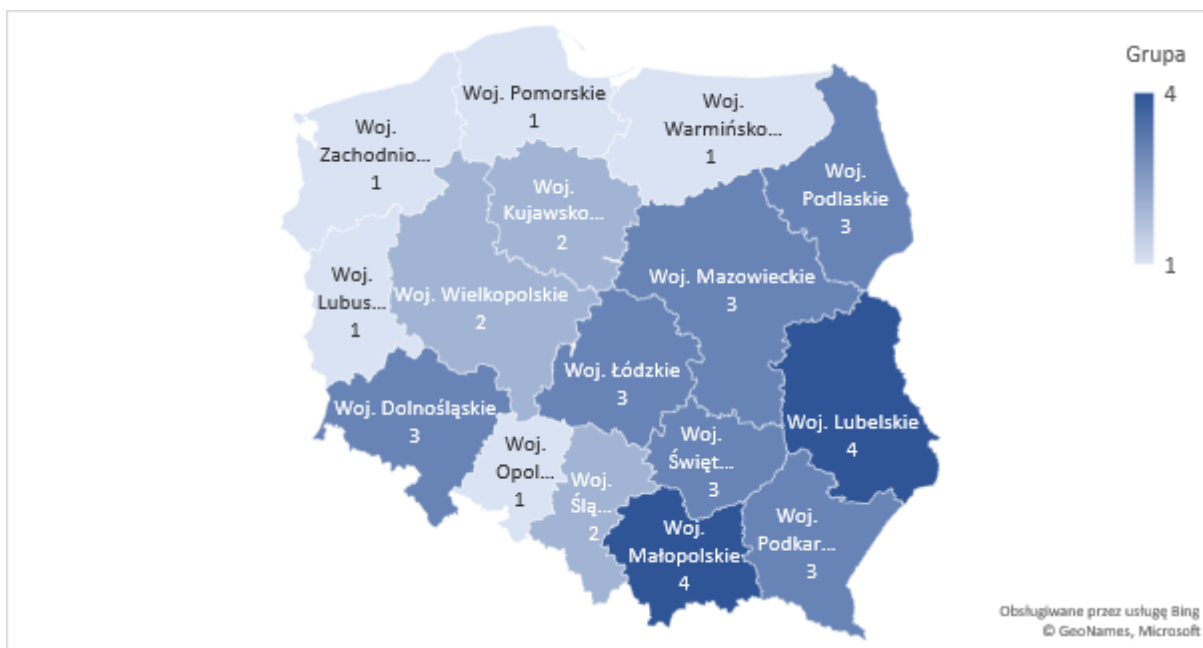 Grupa
4
1
Woj. Pomorskie
1
Woj.
Warmińsko...
1
Woj.
Zachodnio...
1
Woj.
Podlaskie
3
Woj.
Kujawsko...
2
Woj. Mazowieckie
3
Woj.
Lubus...
1
Woj. Wielkopolskie
2
Woj. Łódzkie
3
Woj. Dolnośląskie
3
Woj. Lubelskie
4
Woj.
Opol...
1
Woj.
Święt...
3
Woj.
Ślą...
2
Woj.
Małopolskie
4
Woj.
Podkar...
3
Obsługiwane przez usługę Bing
© GeoNames, Microsoft